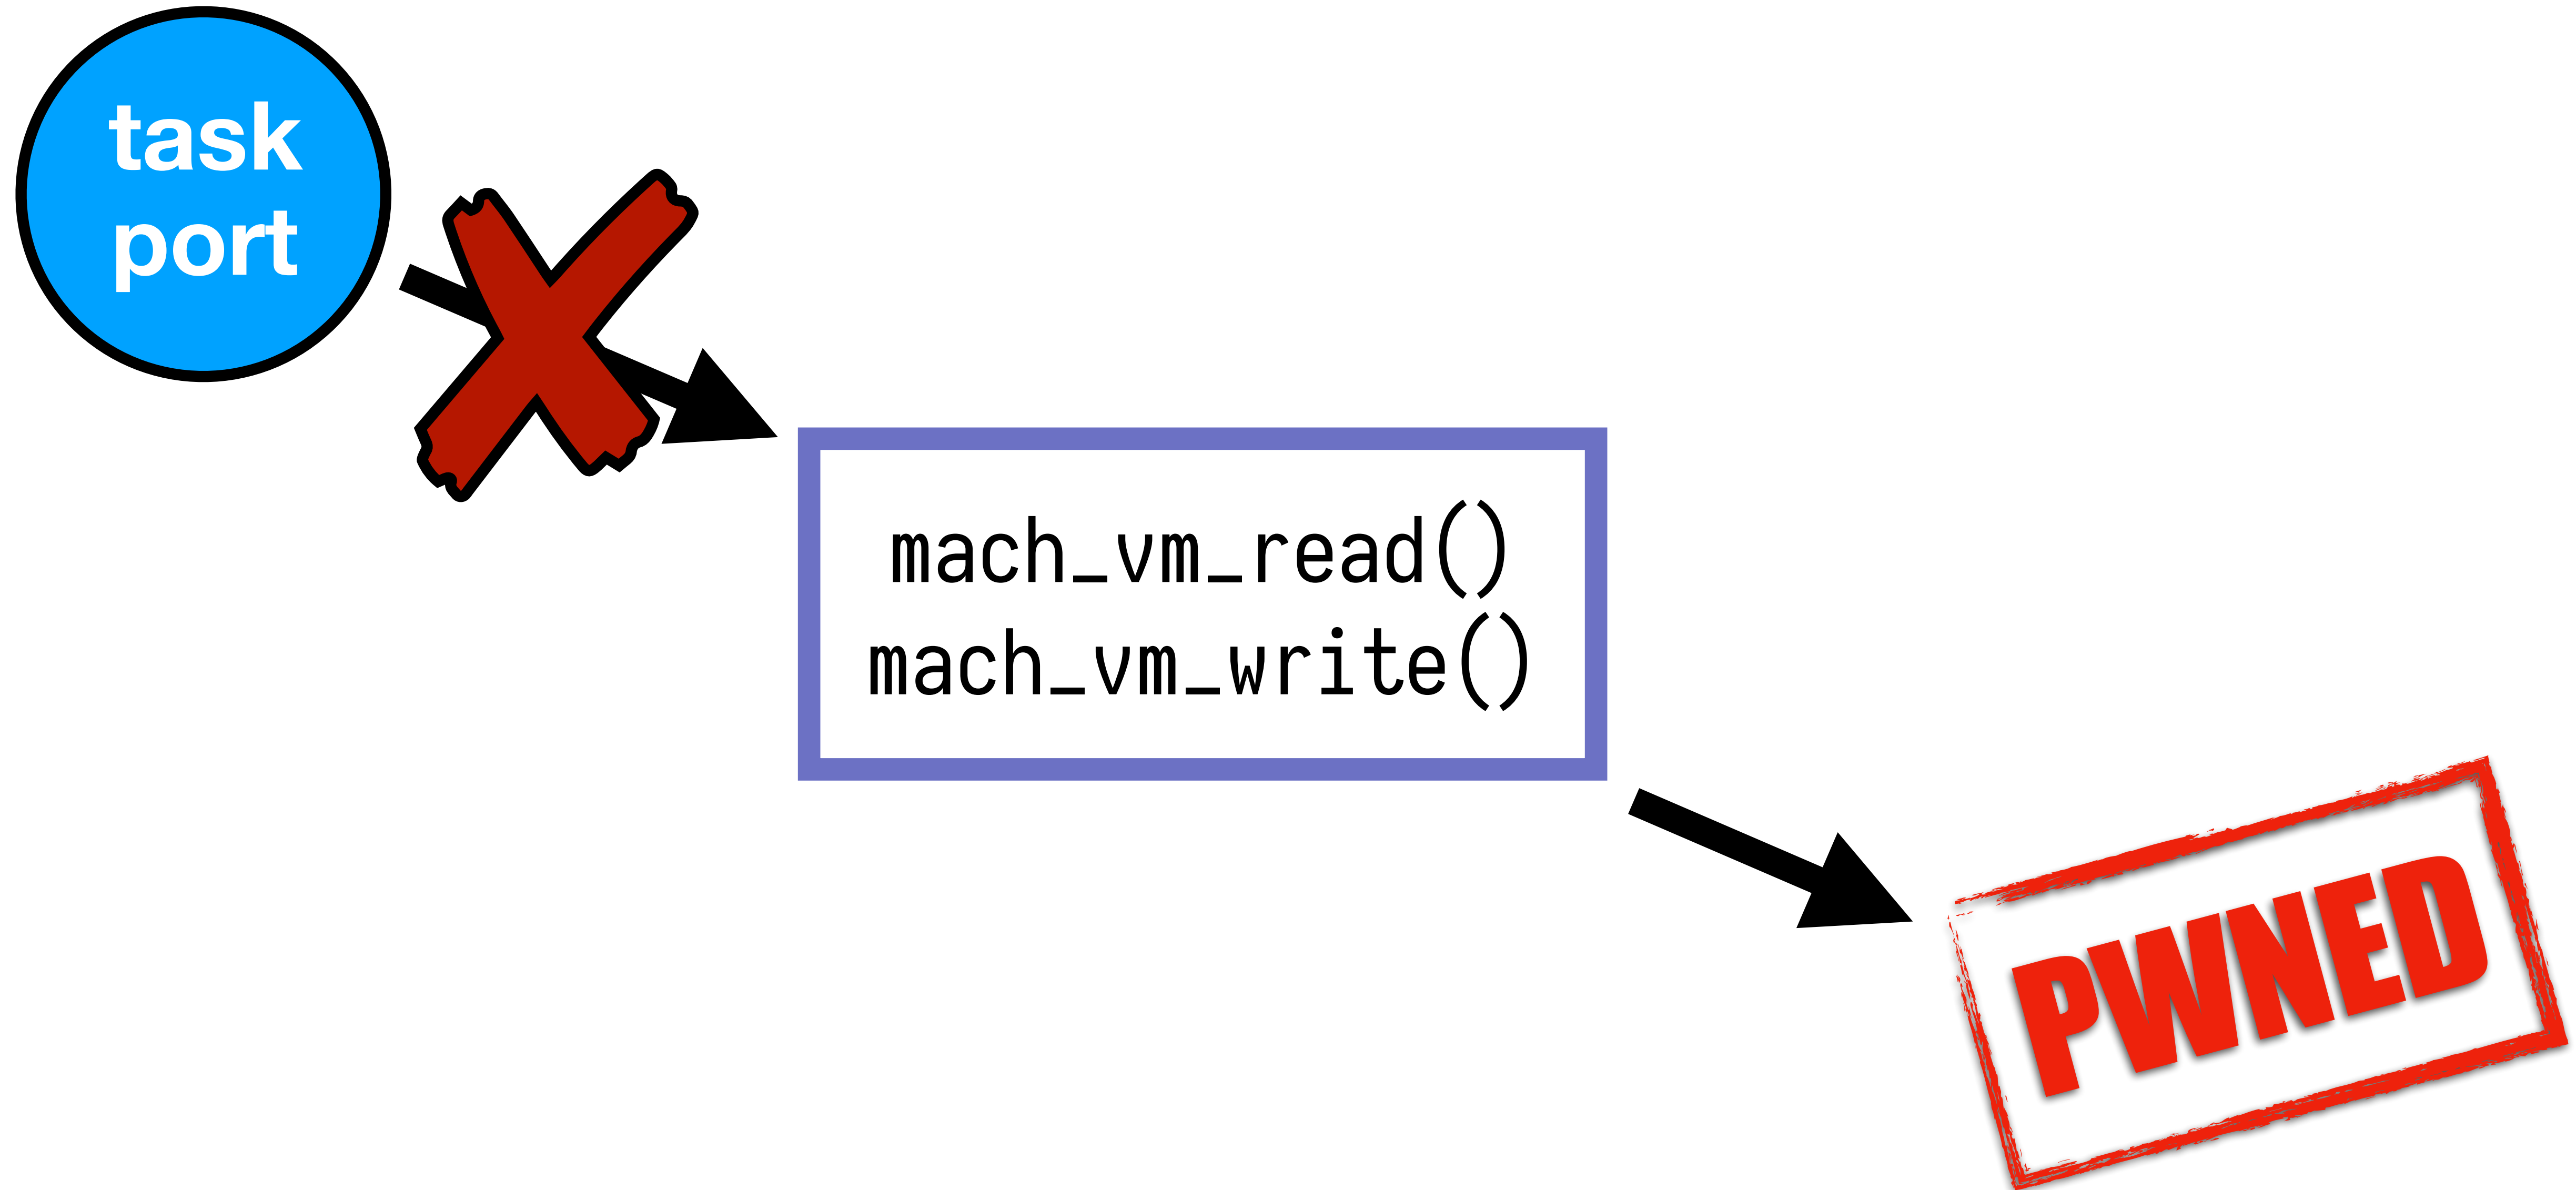 task
port
mach_vm_read()
mach_vm_write()
PWNED